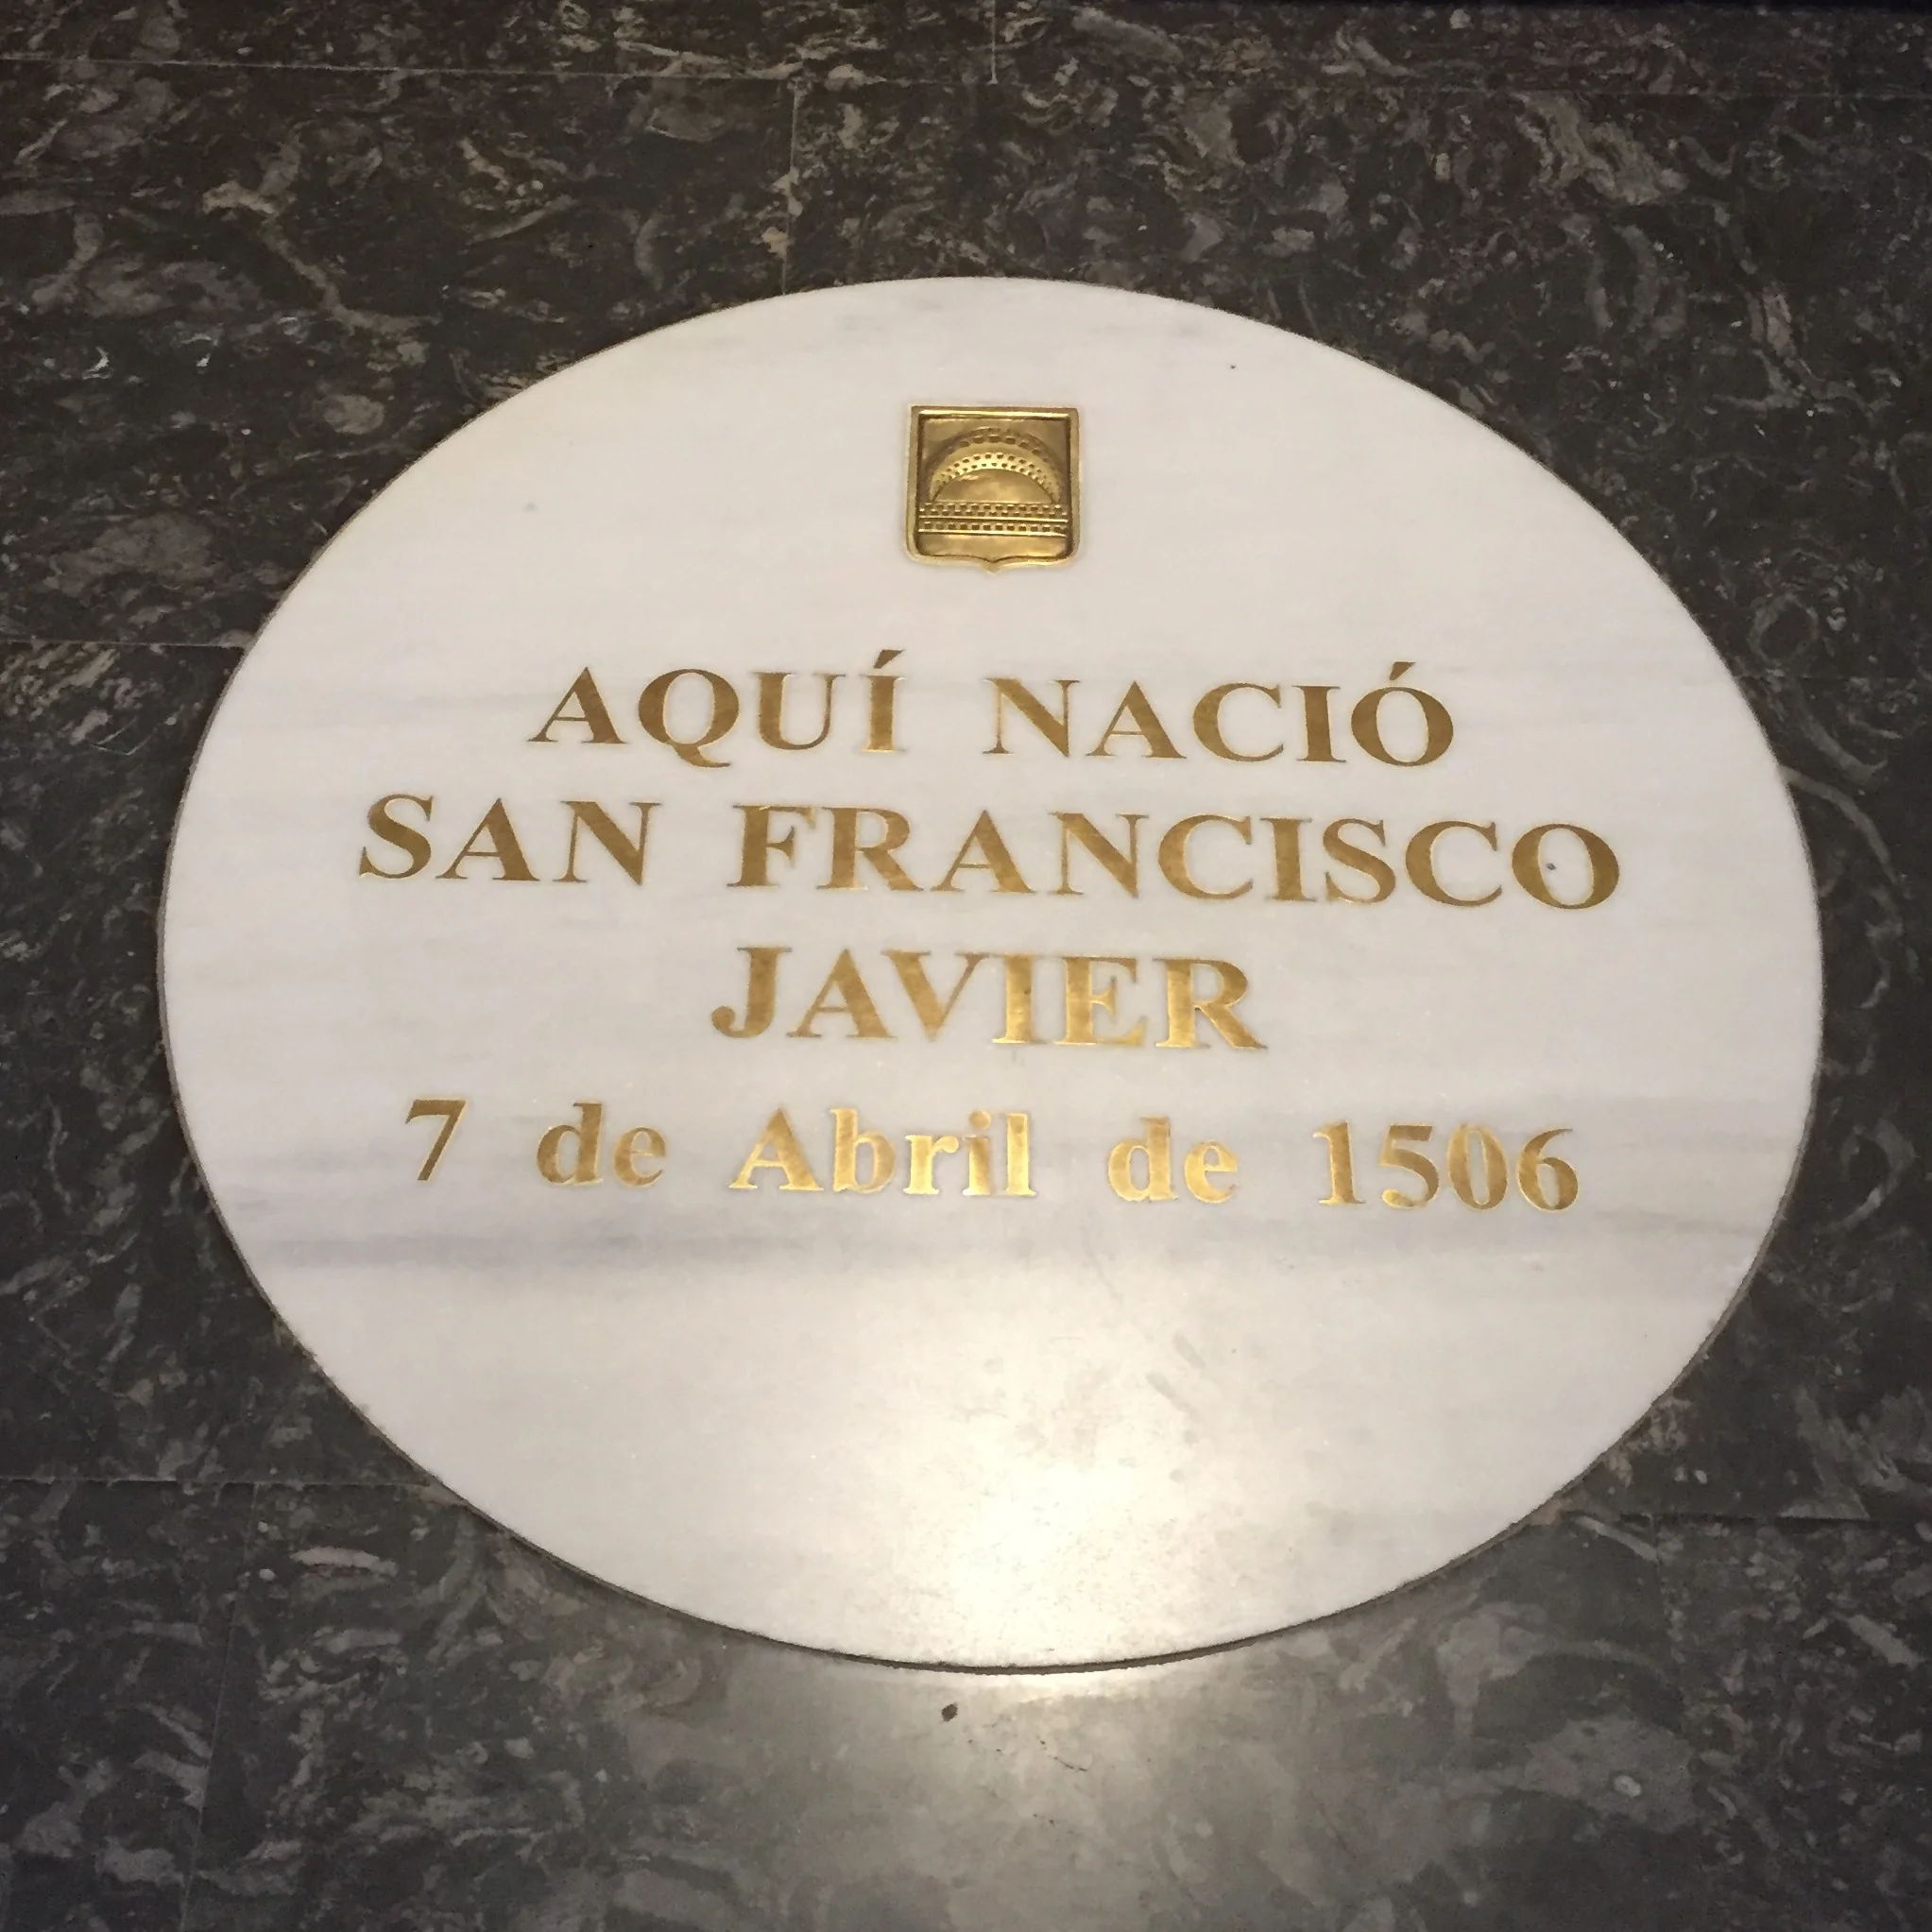 AQUÍ NACIÓ
SAN FRANCISCO
JAVIER
7 de Abril de 1506